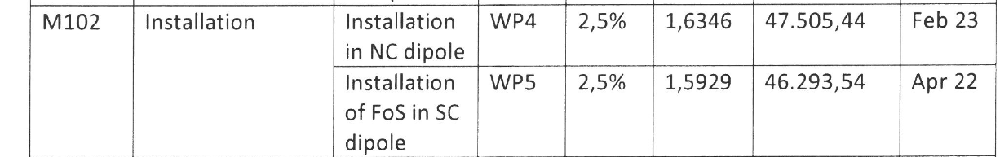 M102 Installation Installation WP4 2,5% 1,6346 47.505,44 Feb 23
in NC dipole
Installation WP5 2,5% 1,5929 46.293,54 Apr 22
of FoS in SC
dipole